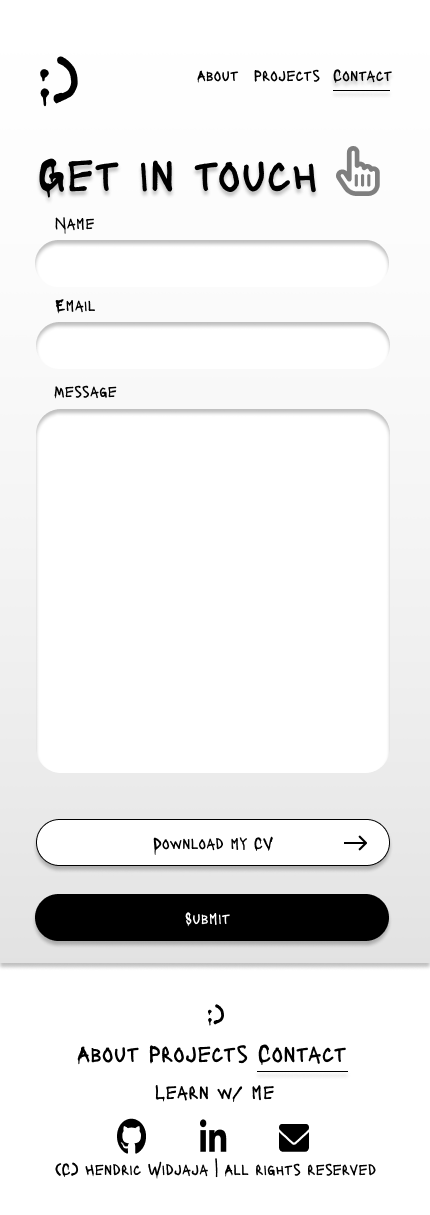 ;)
About Projects Contact
Get in touch
Name
Email
message
Download my CV
Submit
;)
About Projects Contact
Learn w/ me
in
(C) Hendric Widjaja | all rights reserved